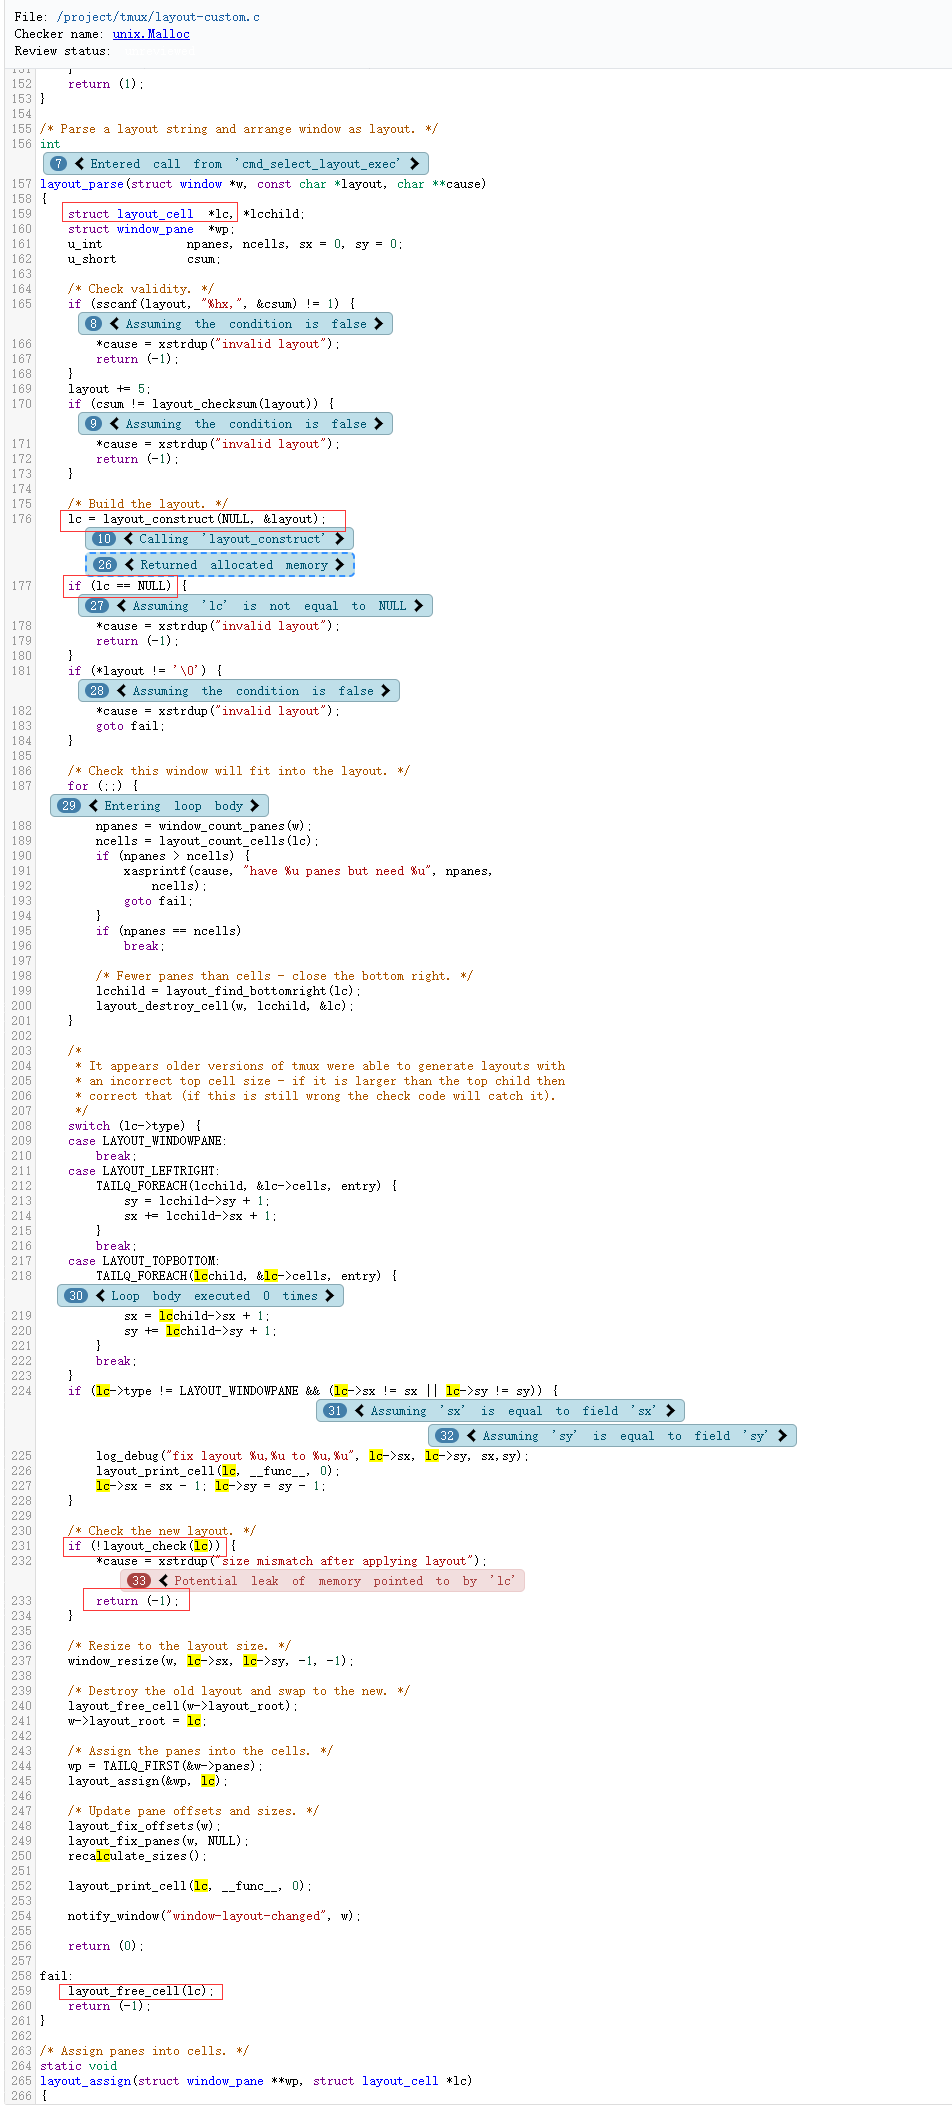 File: /project/tmux/layout-custom.c
Checker name: unix.Malloc
Review status:
151 }
152 return (1);
153 }
154
155 /* Parse a layout string and arrange window as layout. */
156 int
7 Entered call from 'cmd_select_layout_exec'
157 layout_parse(struct window *w, const char *layout, char **cause)
158 {
159 struct layout_cell *lc, *lcchild;
160 struct window_pane *wp;
161 u_int npanes, ncells, sx = 0, sy = 0;
162 u_short csum;
163
164 /* Check validity. */
165 if (sscanf(layout, "%hx,", &csum) != 1) {
8 Assuming the condition is false
166 *cause = xstrdup("invalid layout");
167 return (-1);
168 }
169 layout += 5;
170 if (csum != layout_checksum(layout)) {
9 Assuming the condition is false
171 *cause = xstrdup("invalid layout");
172 return (-1);
173 }
174
175 /* Build the layout. */
176 lc = layout_construct(NULL, &layout);
10 Calling 'layout_construct'
26 Returned allocated memory
177 if (lc == NULL) {
27 Assuming 'lc' is not equal to NULL
178 *cause = xstrdup("invalid layout");
179 return (-1);
180 }
181 if (*layout != '\0') {
28 Assuming the condition is false
182 *cause = xstrdup("invalid layout");
183 goto fail;
184 }
185
186 /* Check this window will fit into the layout. */
187 for (;;) {
29 Entering loop body
188 npanes = window_count_panes(w);
189 ncells = layout_count_cells(lc);
190 if (npanes > ncells) {
191 xasprintf(cause, "have %u panes but need %u", npanes,
192 ncells);
193 goto fail;
194 }
195 if (npanes == ncells)
196 break;
197
198 /* Fewer panes than cells - close the bottom right. */
199 lcchild = layout_find_bottomright(lc);
200 layout_destroy_cell(w, lcchild, &lc);
201 }
202
203 /*
204 * It appears older versions of tmux were able to generate layouts with
205 * an incorrect top cell size - if it is larger than the top child then
206 * correct that (if this is still wrong the check code will catch it).
207 */
208 switch (lc->type) {
209 case LAYOUT_WINDOWPANE:
210 break;
211 case LAYOUT_LEFTRIGHT:
212 TAILQ_FOREACH(lcchild, &lc->cells, entry) {
213 sy = lcchild->sy + 1;
214 sx += lcchild->sx + 1;
215 }
216 break;
217 case LAYOUT_TOPBOTTOM:
218 TAILQ_FOREACH(lcchild, &lc->cells, entry) {
30 Loop body executed 0 times
219 sx = lcchild->sx + 1;
220 sy += lcchild->sy + 1;
221 }
222 break;
223 }
224 if (lc->type != LAYOUT_WINDOWPANE && (lc->sx != sx || lc->sy != sy)) {
31 Assuming 'sx' is equal to field 'sx'
32 Assuming 'sy' is equal to field 'sy'
225 log_debug("fix layout %u,%u to %u,%u", lc->sx, lc->sy, sx,sy);
226 layout_print_cell(lc, __func__, 0);
227 lc->sx = sx - 1; lc->sy = sy - 1;
228 }
229
230 /* Check the new layout. */
231 if (!layout_check(lc)) {
232 *cause = xstrdup("size mismatch after applying layout");
33 Potential leak of memory pointed to by 'lc'
233 return (-1);
234 }
235
236 /* Resize to the layout size. */
237 window_resize(w, lc->sx, lc->sy, -1, -1);
238
239 /* Destroy the old layout and swap to the new. */
240 layout_free_cell(w->layout_root);
241 w->layout_root = lc;
242
243 /* Assign the panes into the cells. */
244 wp = TAILQ_FIRST(&w->panes);
245 layout_assign(&wp, lc);
246
247 /* Update pane offsets and sizes. */
248 layout_fix_offsets(w);
249 layout_fix_panes(w, NULL);
250 recalculate_sizes();
251
252 layout_print_cell(lc, __func__, 0);
253
254 notify_window("window-layout-changed", w);
255
256 return (0);
257
258 fail:
259 layout_free_cell(lc);
260 return (-1);
261 }
262
263 /* Assign panes into cells. */
264 static void
265 layout_assign(struct window_pane **wp, struct layout_cell *lc)
266 {